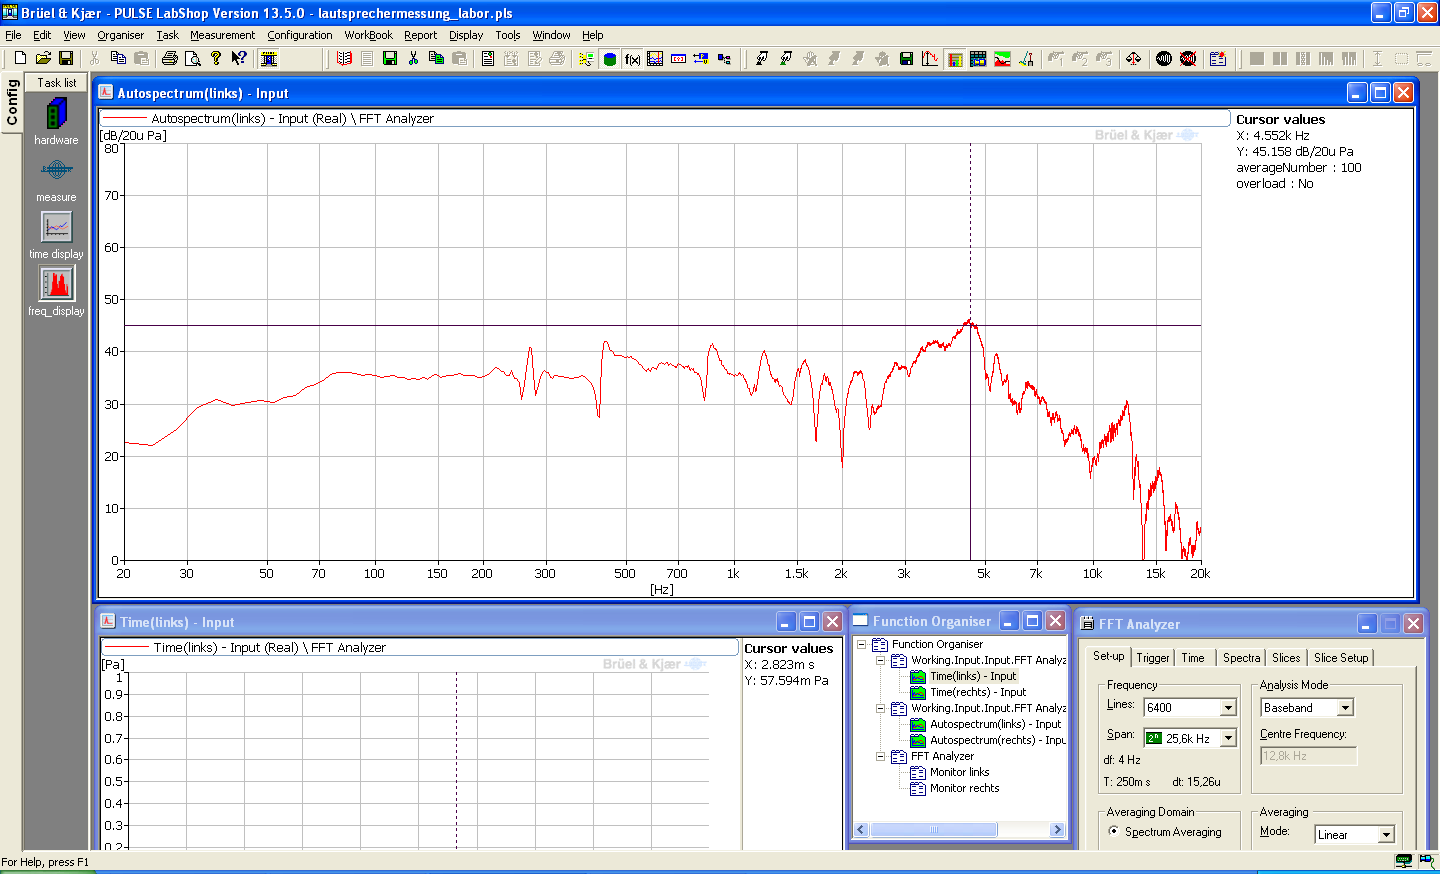 Brüel & Kjær - PULSE LabShop Version 13.5.0 - lautsprechermessung_labor.pls
File Edit View Organiser Task Measurement Configuration WorkBook Report Display Tools Window Help
Config
Task list
hardware
measure
time display
freq_display
Autospectrum(links) - Input
Autospectrum(links) - Input (Real) \ FFT Analyzer
[dB/20u Pa]
Brüel & Kjær
80
70
60
50
40
30
20
10
0
20 30 50 70 100 150 200 300 500 700 1k 1.5k 2k 3k 5k 7k 10k 15k 20k
[Hz]
Cursor values
X: 4.552k Hz
Y: 45.158 dB/20u Pa
averageNumber : 100
overload : No
Time(links) - Input
Time(links) - Input (Real) \ FFT Analyzer
[Pa]
Brüel & Kjær
1
0.9
0.8
0.7
0.6
0.5
0.4
0.3
0.2
Cursor values
X: 2.823m s
Y: 57.594m Pa
Function Organiser
Function Organiser
Working.Input.Input.FFT Analyz
Time(links) - Input
Time(rechts) - Input
Working.Input.Input.FFT Analyz
Autospectrum(links) - Input
Autospectrum(rechts) - Inpu
FFT Analyzer
Monitor links
Monitor rechts
FFT Analyzer
Set-up Trigger Time Spectra Slices Slice Setup
Frequency
Lines: 6400
Span: 2ⁿ 25,6k Hz
df: 4 Hz
T: 250m s dt: 15,26u
Analysis Mode
Baseband
Centre Frequency:
12,8k Hz
Averaging Domain
Spectrum Averaging
Averaging
Mode: Linear
For Help, press F1